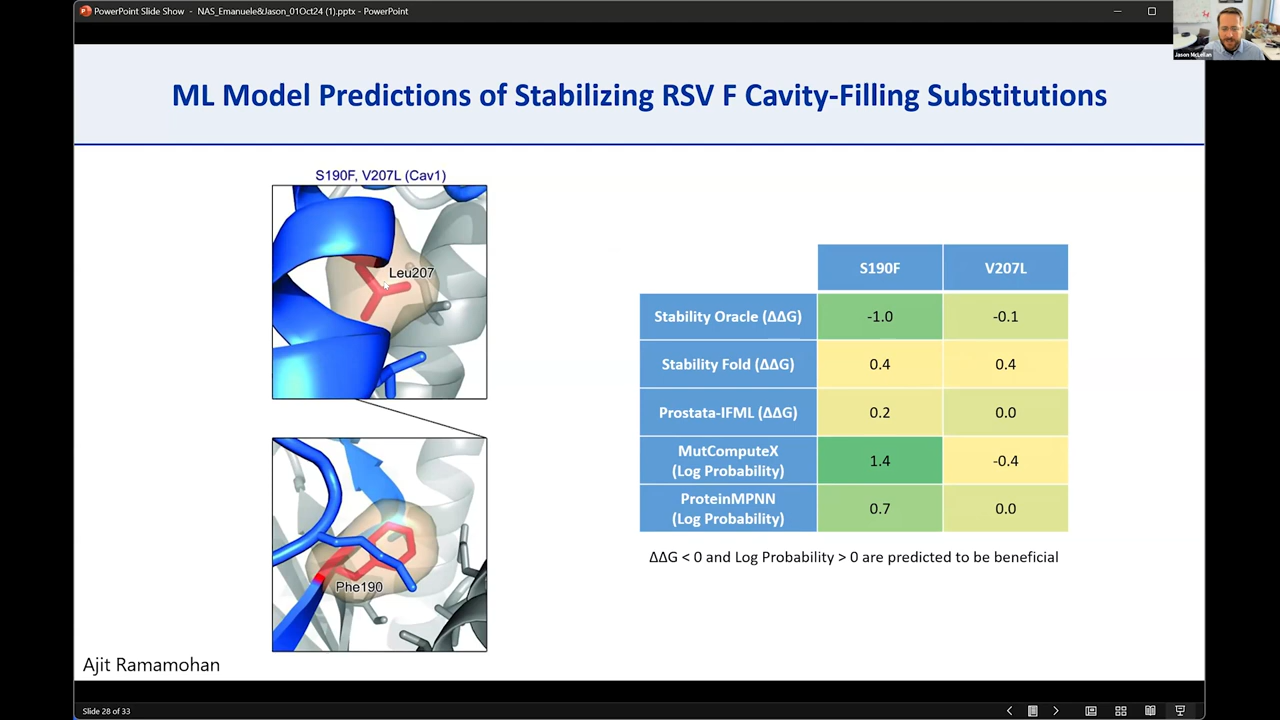 PowerPoint Slide Show - NAS_Emanuele&Jason_01Oct24 (1).pptx - PowerPoint
Jason McLellan
ML Model Predictions of Stabilizing RSV F Cavity-Filling Substitutions
S190F, V207L (Cav1)
Leu207
Phe190
S190F V207L
Stability Oracle (ΔΔG) -1.0 -0.1
Stability Fold (ΔΔG) 0.4 0.4
Prostata-IFML (ΔΔG) 0.2 0.0
MutComputeX
(Log Probability) 1.4 -0.4
ProteinMPNN
(Log Probability) 0.7 0.0
ΔΔG < 0 and Log Probability > 0 are predicted to be beneficial
Ajit Ramamohan
Slide 28 of 33